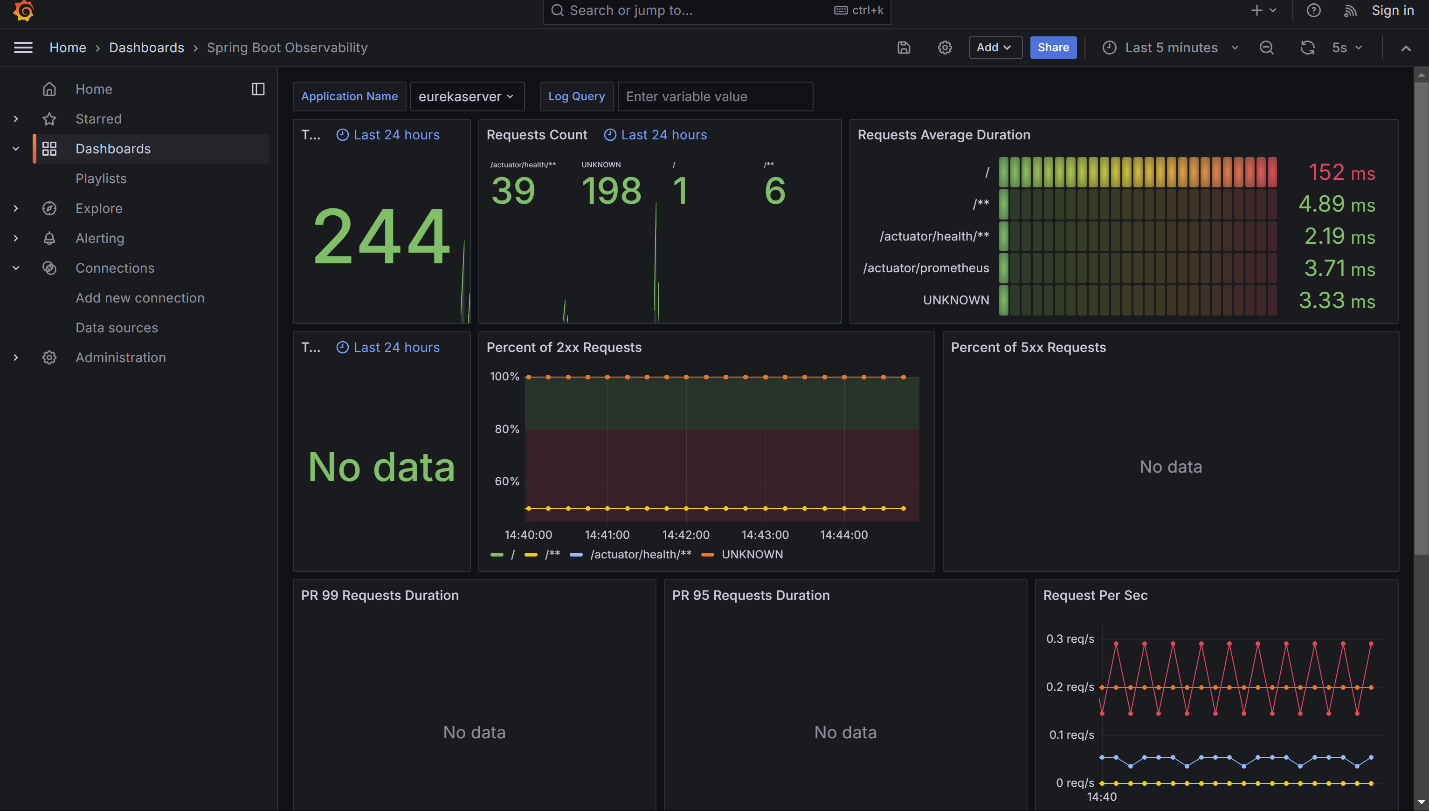 Search or jump to... ctrl+k
Sign in
Home › Dashboards › Spring Boot Observability
Add
Share
Last 5 minutes
5s
Home
Starred
Dashboards
Playlists
Explore
Alerting
Connections
Add new connection
Data sources
Administration
Application Name eurekaserver Log Query Enter variable value
T... Last 24 hours
244
Requests Count Last 24 hours
/actuator/health/** UNKNOWN / /**
39 198 1 6
Requests Average Duration
/ 152 ms
/** 4.89 ms
/actuator/health/** 2.19 ms
/actuator/prometheus 3.71 ms
UNKNOWN 3.33 ms
T... Last 24 hours
No data
Percent of 2xx Requests
100%
80%
60%
14:40:00 14:41:00 14:42:00 14:43:00 14:44:00
/ /** /actuator/health/** UNKNOWN
Percent of 5xx Requests
No data
PR 99 Requests Duration
No data
PR 95 Requests Duration
No data
Request Per Sec
0.3 req/s
0.2 req/s
0.1 req/s
0 req/s
14:40